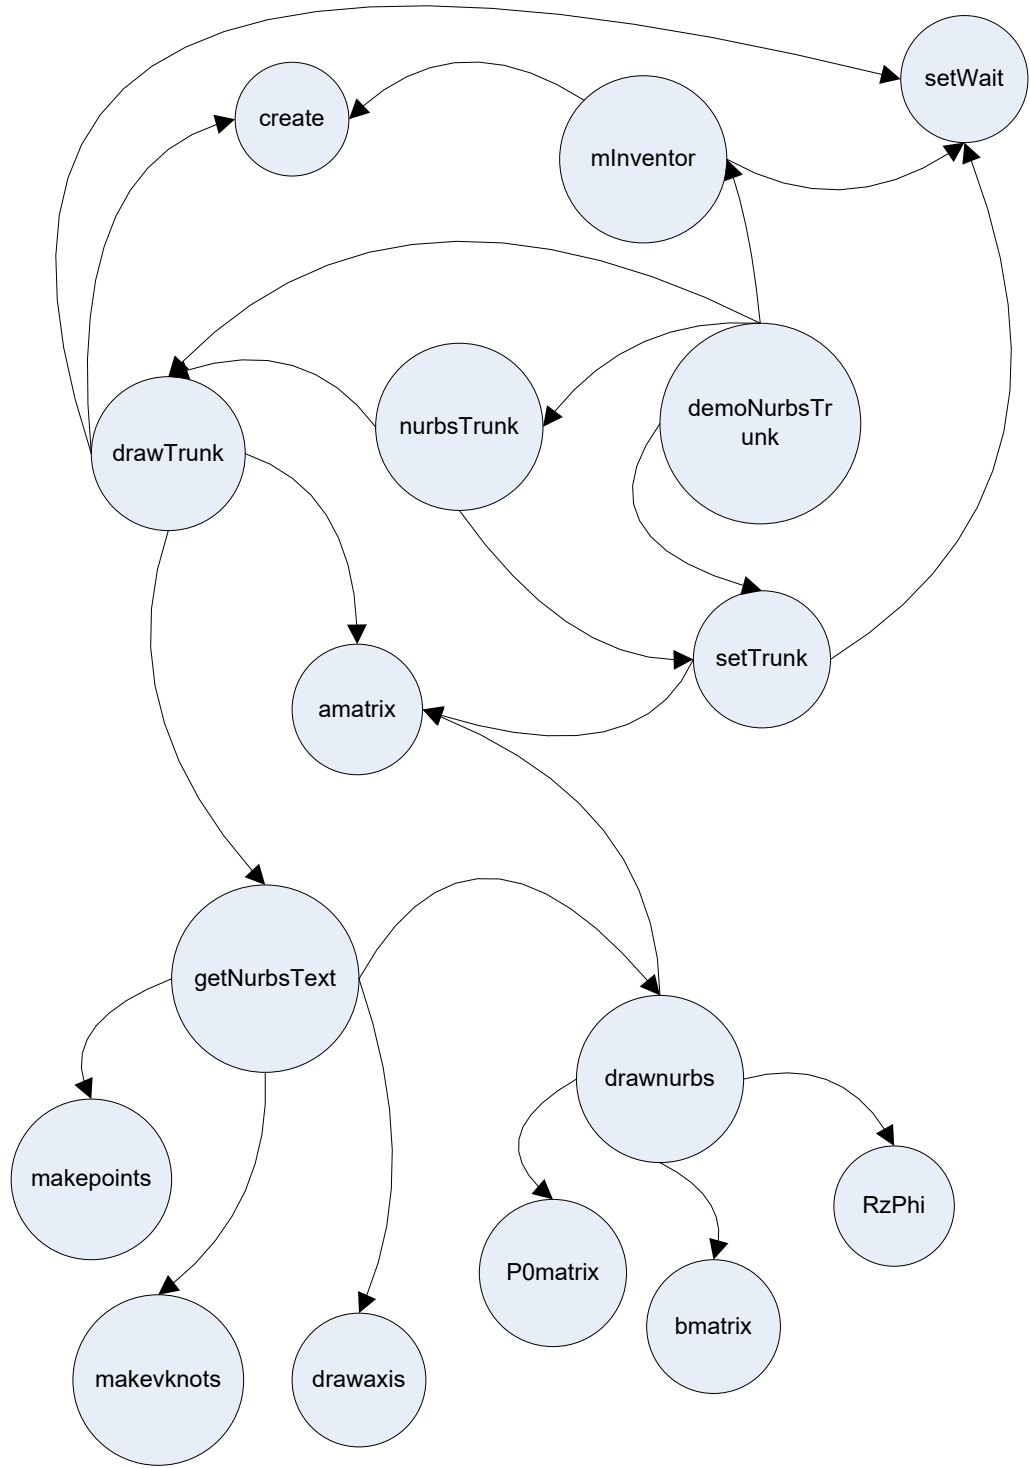 setWait
create
mInventor
demoNurbsTr
unk
nurbsTrunk
drawTrunk
setTrunk
amatrix
getNurbsText
drawnurbs
makepoints
RzPhi
P0matrix
bmatrix
makevknots
drawaxis